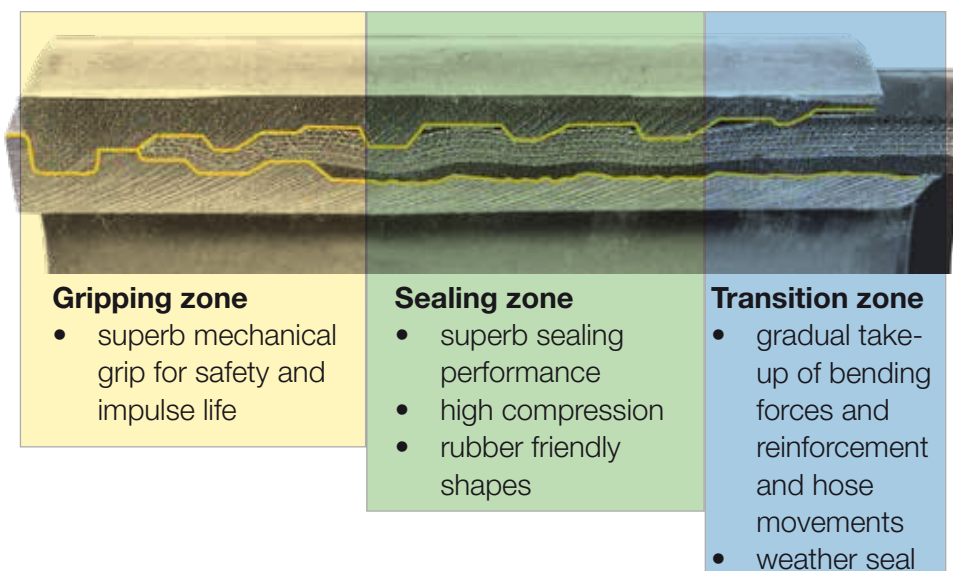 Gripping zone
• superb mechanical
grip for safety and
impulse life
Sealing zone
• superb sealing
performance
• high compression
• rubber friendly
shapes
Transition zone
• gradual take-
up of bending
forces and
reinforcement
and hose
movements
• weather seal